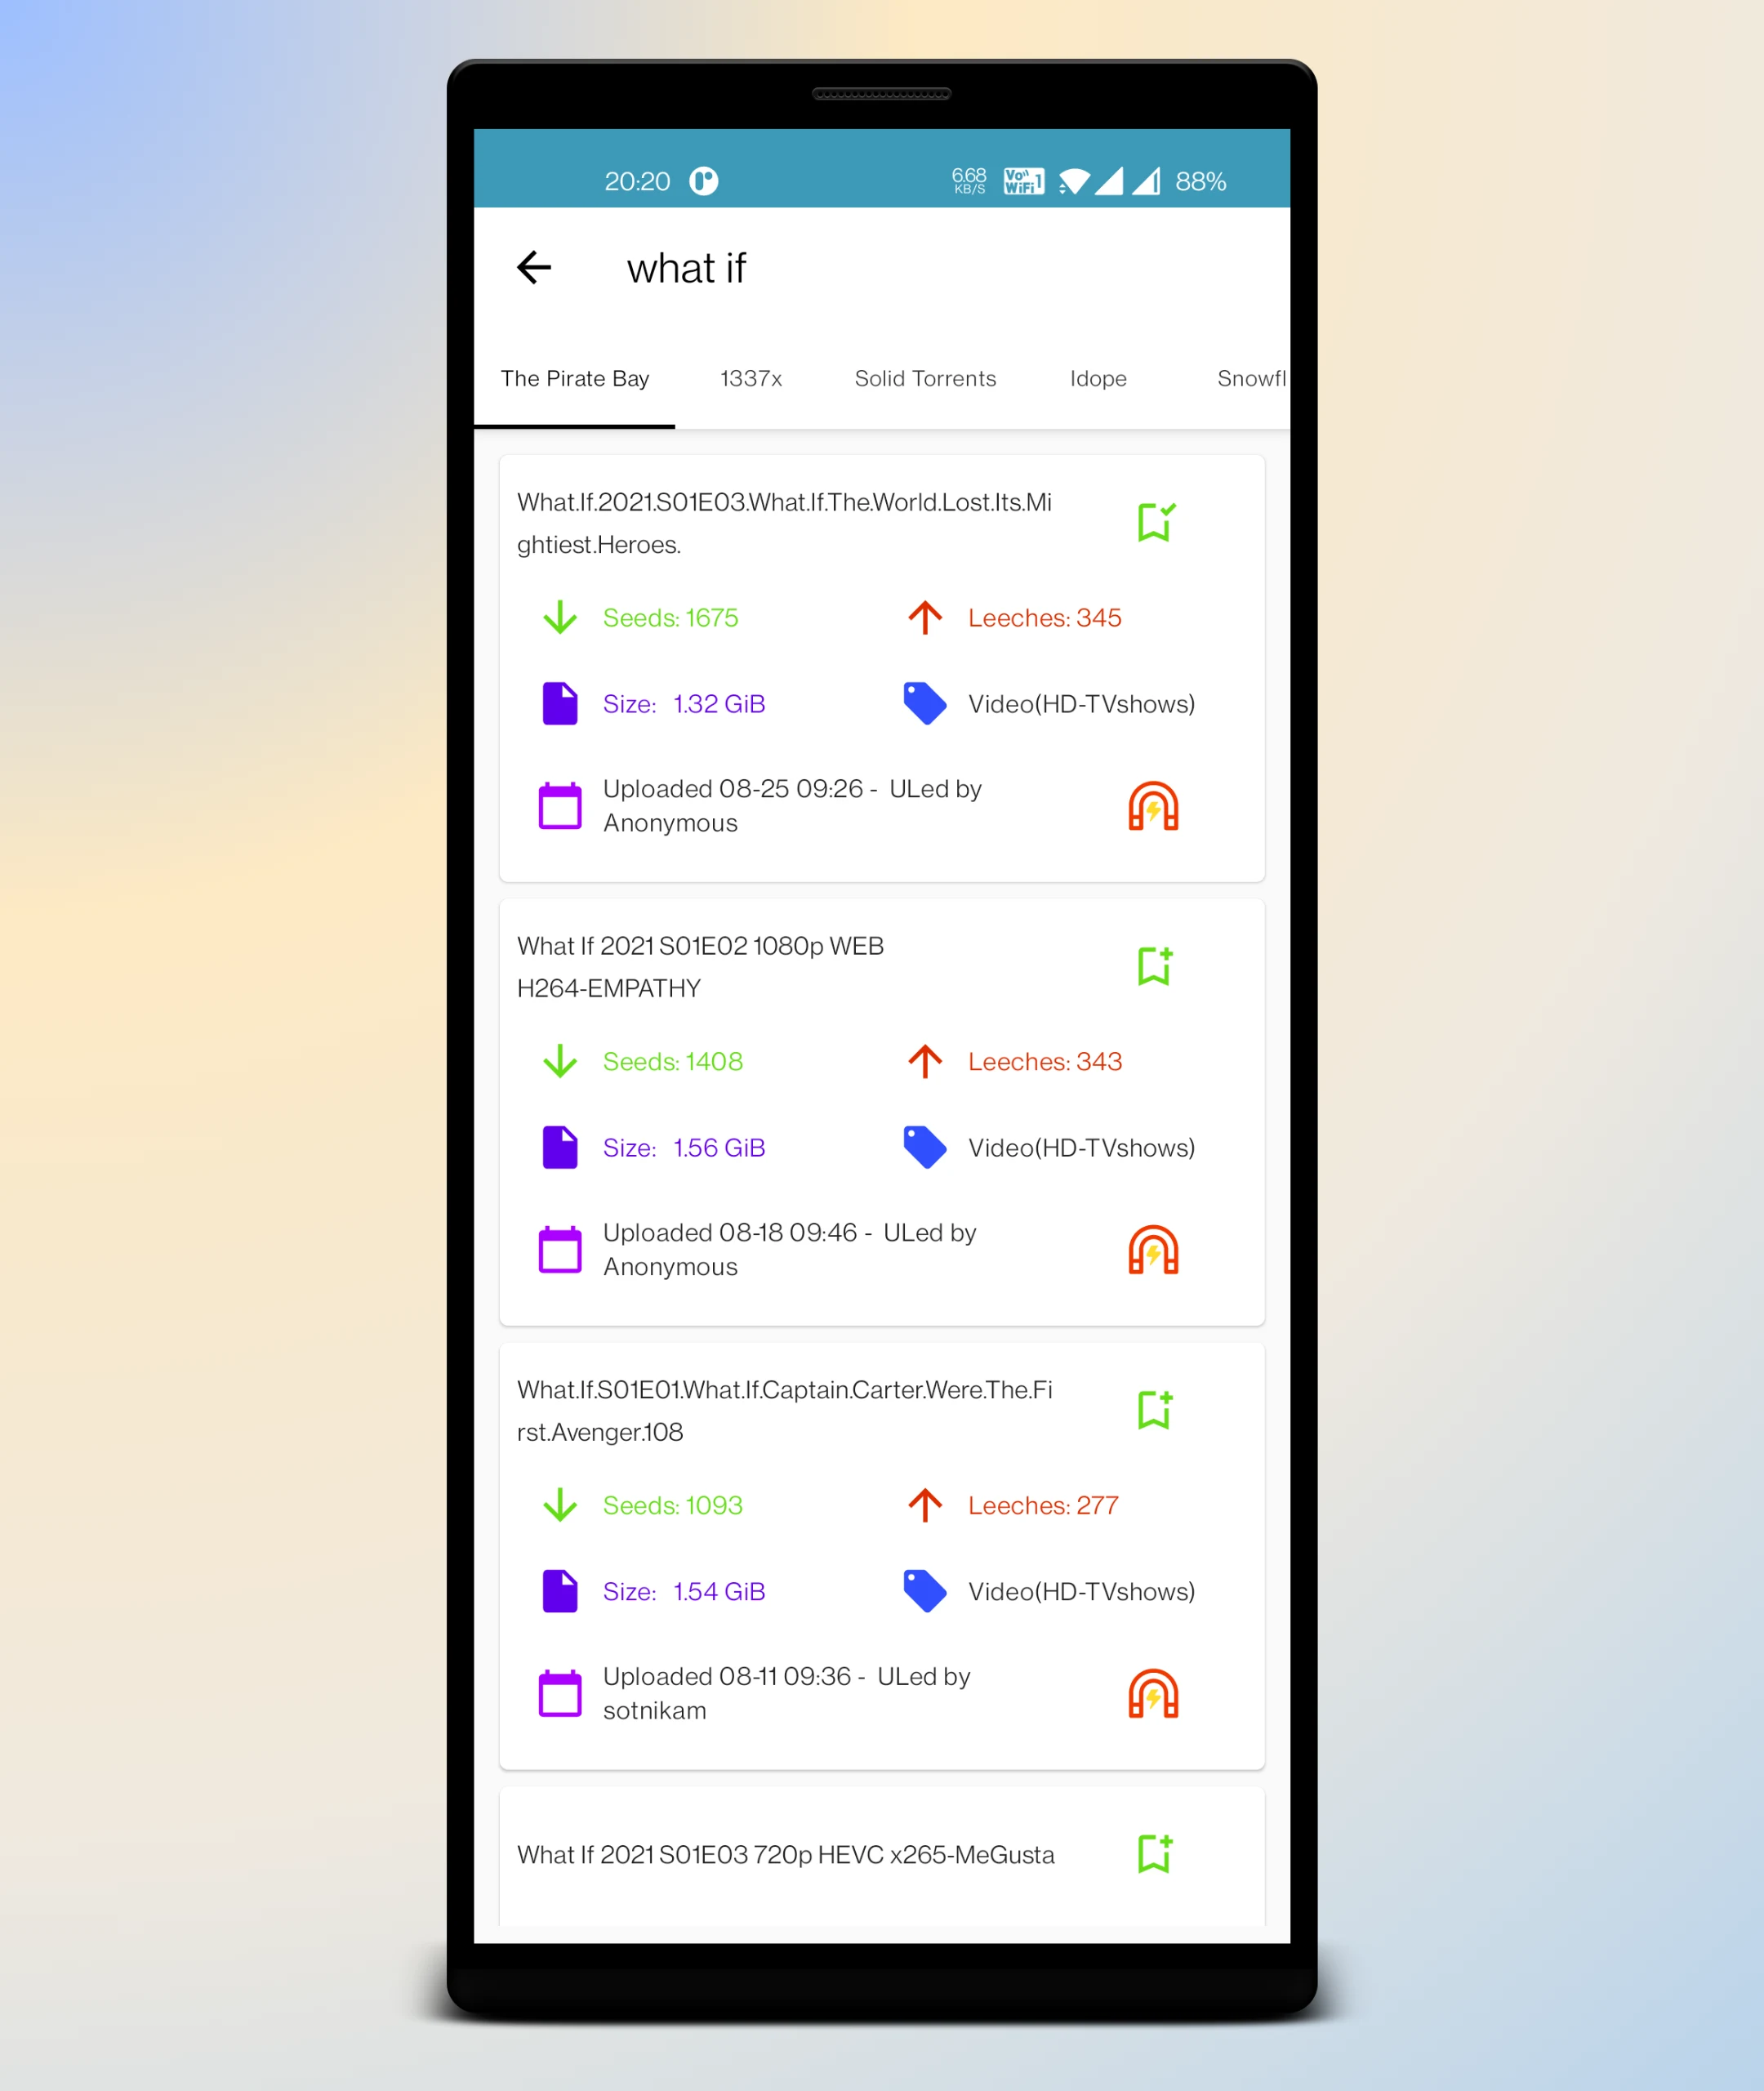 20:20
6.68
KB/S
Vo))
WiFi 1
88%
what if
The Pirate Bay 1337x Solid Torrents Idope Snowfl
What.If.2021.S01E03.What.If.The.World.Lost.Its.Mi
ghtiest.Heroes.
Seeds: 1675 Leeches: 345
Size: 1.32 GiB Video(HD-TVshows)
Uploaded 08-25 09:26 - ULed by
Anonymous
What If 2021 S01E02 1080p WEB
H264-EMPATHY
Seeds: 1408 Leeches: 343
Size: 1.56 GiB Video(HD-TVshows)
Uploaded 08-18 09:46 - ULed by
Anonymous
What.If.S01E01.What.If.Captain.Carter.Were.The.Fi
rst.Avenger.108
Seeds: 1093 Leeches: 277
Size: 1.54 GiB Video(HD-TVshows)
Uploaded 08-11 09:36 - ULed by
sotnikam
What If 2021 S01E03 720p HEVC x265-MeGusta